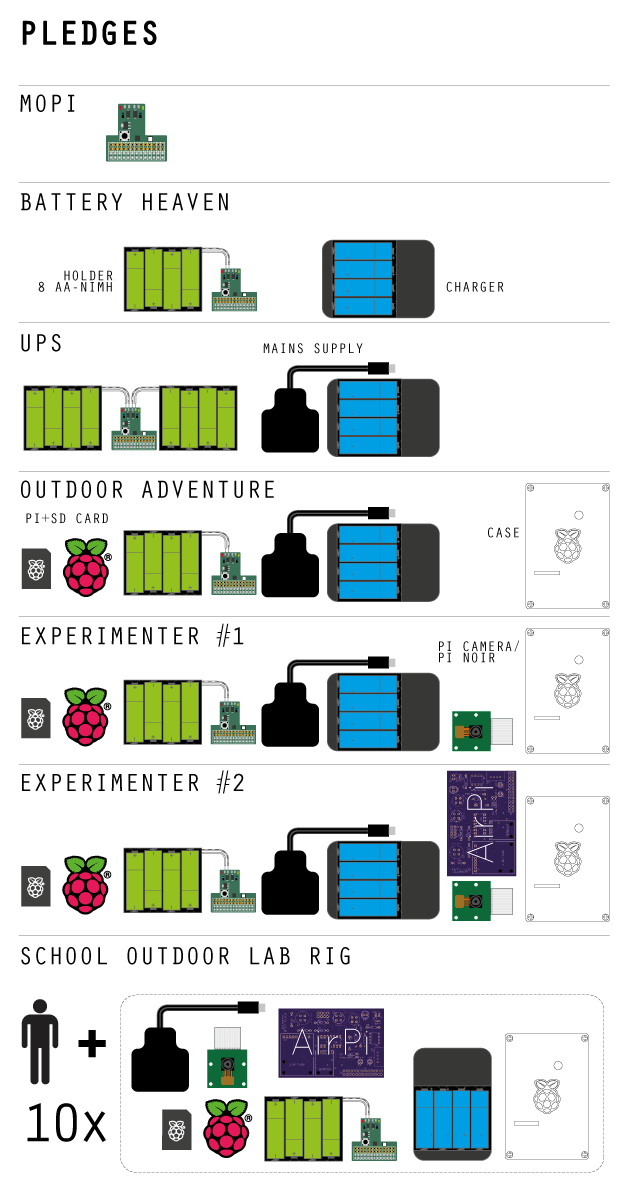 PLEDGES
MOPI
BATTERY HEAVEN
HOLDER
8 AA-NIMH
CHARGER
UPS
MAINS SUPPLY
OUTDOOR ADVENTURE
PI+SD CARD
®
CASE
EXPERIMENTER #1
PI CAMERA/
PI NOIR
®
EXPERIMENTER #2
AirPi
®
SCHOOL OUTDOOR LAB RIG
+
AirPi
10x
®